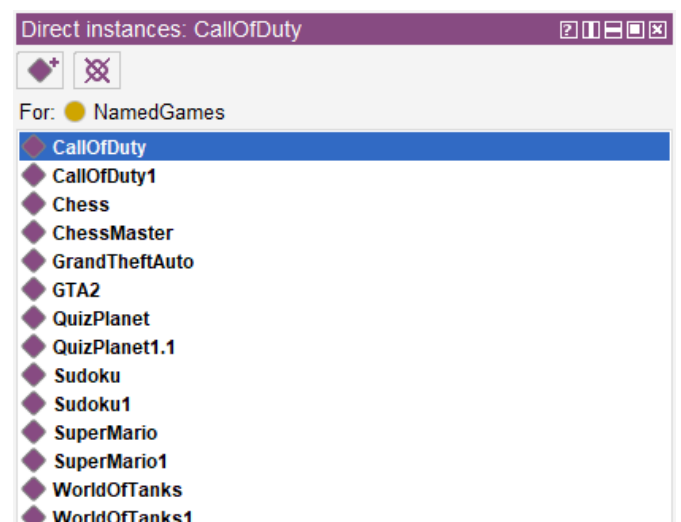 Direct instances: CallOfDuty
For: NamedGames
CallOfDuty
CallOfDuty1
Chess
ChessMaster
GrandTheftAuto
GTA2
QuizPlanet
QuizPlanet1.1
Sudoku
Sudoku1
SuperMario
SuperMario1
WorldOfTanks
WorldOfTanks1